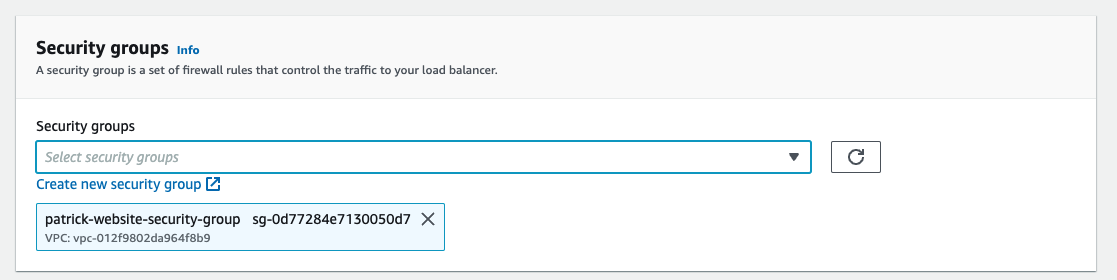 Security groups Info
A security group is a set of firewall rules that control the traffic to your load balancer.
Security groups
Select security groups
Create new security group
patrick-website-security-group sg-0d77284e7130050d7
VPC: vpc-012f9802da964f8b9